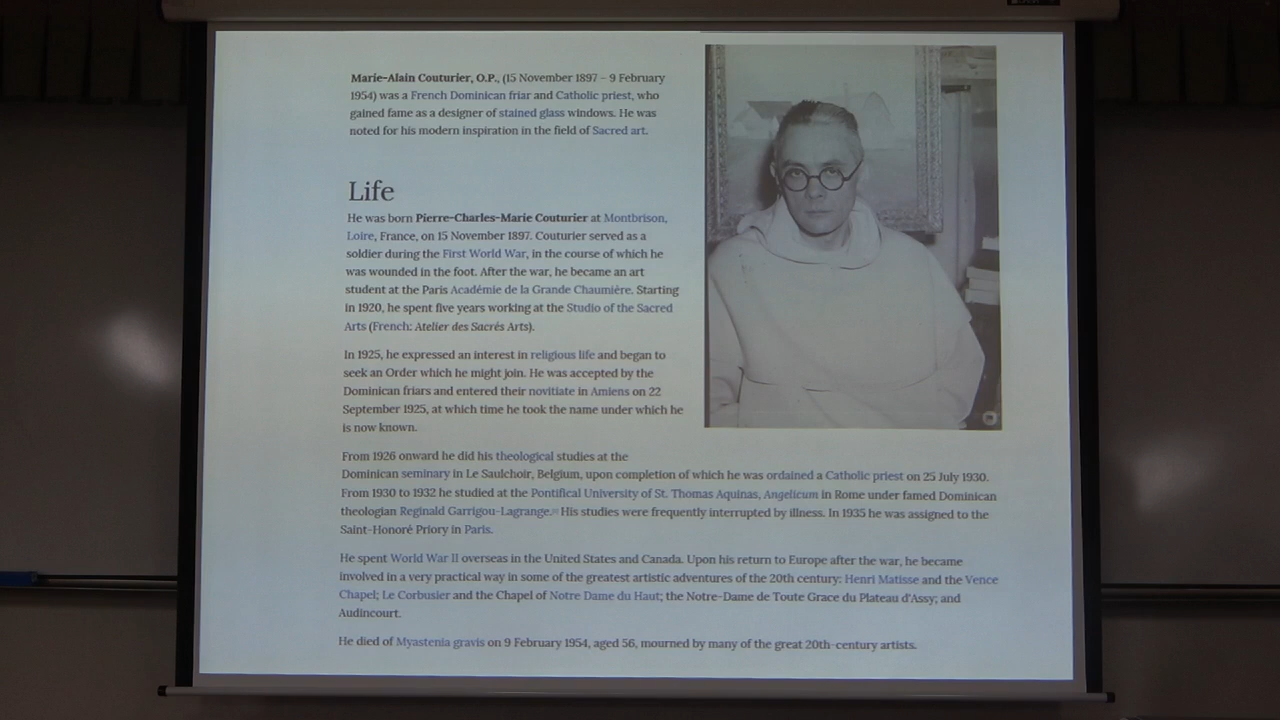 Marie-Alain Couturier, O.P., (15 November 1897 – 9 February
1954) was a French Dominican friar and Catholic priest, who
gained fame as a designer of stained glass windows. He was
noted for his modern inspiration in the field of Sacred art.
Life
He was born Pierre-Charles-Marie Couturier at Montbrison,
Loire, France, on 15 November 1897. Couturier served as a
soldier during the First World War, in the course of which he
was wounded in the foot. After the war, he became an art
student at the Paris Académie de la Grande Chaumière. Starting
in 1920, he spent five years working at the Studio of the Sacred
Arts (French: Atelier des Sacrés Arts).
In 1925, he expressed an interest in religious life and began to
seek an Order which he might join. He was accepted by the
Dominican friars and entered their novitiate in Amiens on 22
September 1925, at which time he took the name under which he
is now known.
From 1926 onward he did his theological studies at the
Dominican seminary in Le Saulchoir, Belgium, upon completion of which he was ordained a Catholic priest on 25 July 1930.
From 1930 to 1932 he studied at the Pontifical University of St. Thomas Aquinas, Angelicum in Rome under famed Dominican
theologian Reginald Garrigou-Lagrange. His studies were frequently interrupted by illness. In 1935 he was assigned to the
Saint-Honoré Priory in Paris.
He spent World War II overseas in the United States and Canada. Upon his return to Europe after the war, he became
involved in a very practical way in some of the greatest artistic adventures of the 20th century: Henri Matisse and the Vence
Chapel; Le Corbusier and the Chapel of Notre Dame du Haut; the Notre-Dame de Toute Grace du Plateau d'Assy; and
Audincourt.
He died of Myastenia gravis on 9 February 1954, aged 56, mourned by many of the great 20th-century artists.